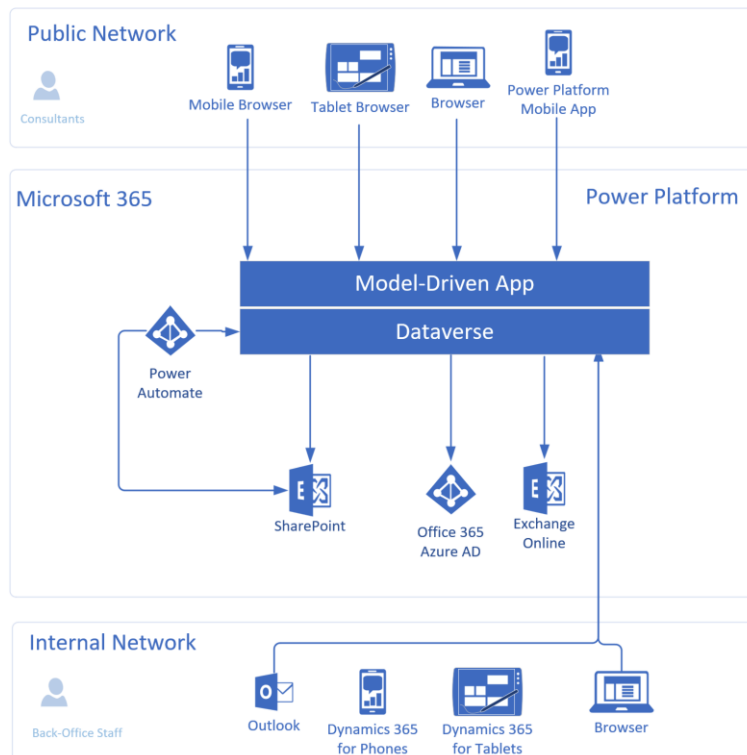 Public Network
Consultants
Mobile Browser
Tablet Browser
Browser
Power Platform
Mobile App
Microsoft 365
Power Platform
Model-Driven App
Dataverse
Power
Automate
E
SharePoint
Office 365
Azure AD
E
Exchange
Online
Internal Network
Back-Office Staff
O
Outlook
Dynamics 365
for Phones
Dynamics 365
for Tablets
Browser